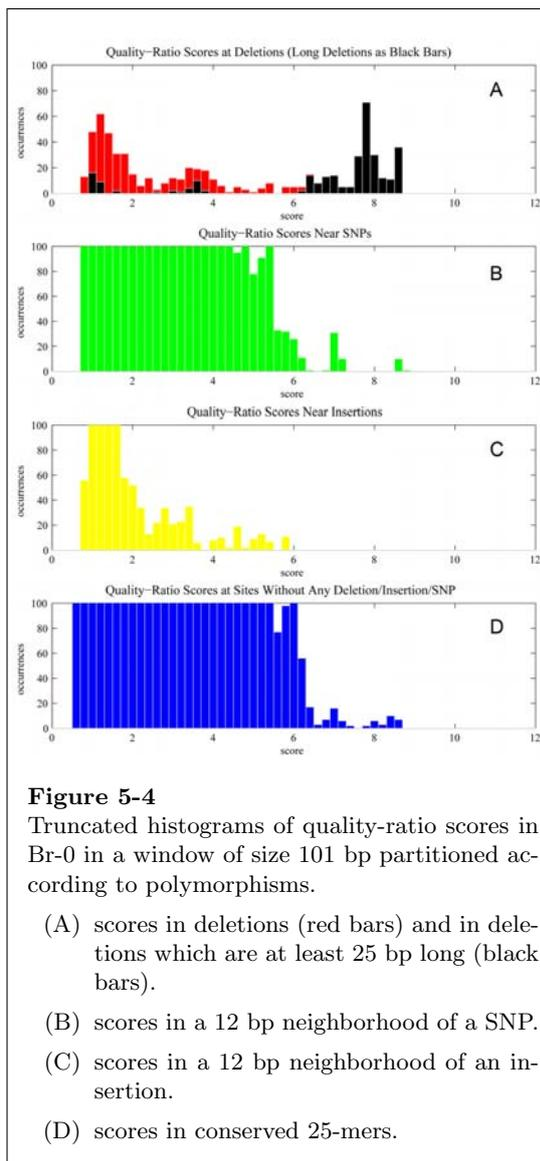 Quality-Ratio Scores at Deletions (Long Deletions as Black Bars)
100
80
60
40
20
0
occurrences
A
0 2 4 6 8 10 12
score
Quality-Ratio Scores Near SNPs
100
80
60
40
20
0
occurrences
B
0 2 4 6 8 10 12
score
Quality-Ratio Scores Near Insertions
100
80
60
40
20
0
occurrences
C
0 2 4 6 8 10 12
score
Quality-Ratio Scores at Sites Without Any Deletion/Insertion/SNP
100
80
60
40
20
0
occurrences
D
0 2 4 6 8 10 12
score
Figure 5-4
Truncated histograms of quality-ratio scores in
Br-0 in a window of size 101 bp partitioned ac-
cording to polymorphisms.
(A) scores in deletions (red bars) and in dele-
tions which are at least 25 bp long (black
bars).
(B) scores in a 12 bp neighborhood of a SNP.
(C) scores in a 12 bp neighborhood of an in-
sertion.
(D) scores in conserved 25-mers.